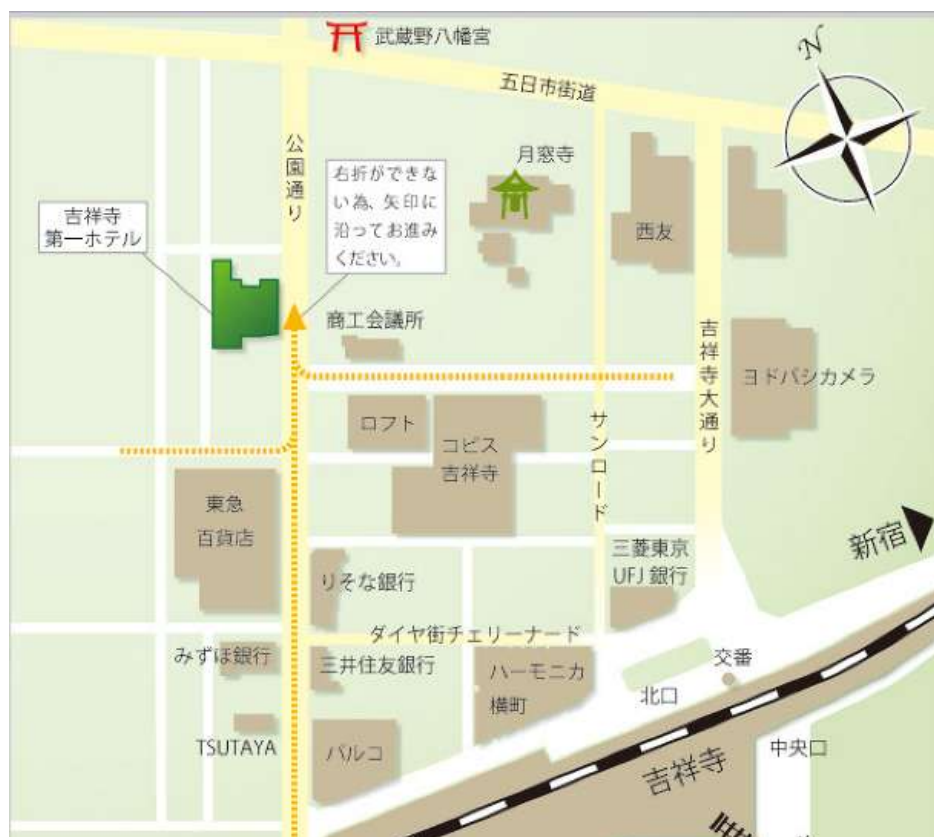 武蔵野八幡宮
N
五日市街道
公園通り
右折ができな
い為、矢印に
沿ってお進み
ください。
月窓寺
吉祥寺
第一ホテル
西友
商工会議所
吉祥寺大通り
ヨドバシカメラ
ロフト
コピス
吉祥寺
サンロード
東急
百貨店
新宿
三菱東京
UFJ 銀行
りそな銀行
ダイヤ街チェリーナード
みずほ銀行
三井住友銀行
ハーモニカ
横町
交番
北口
TSUTAYA
パルコ
吉祥寺
中央口